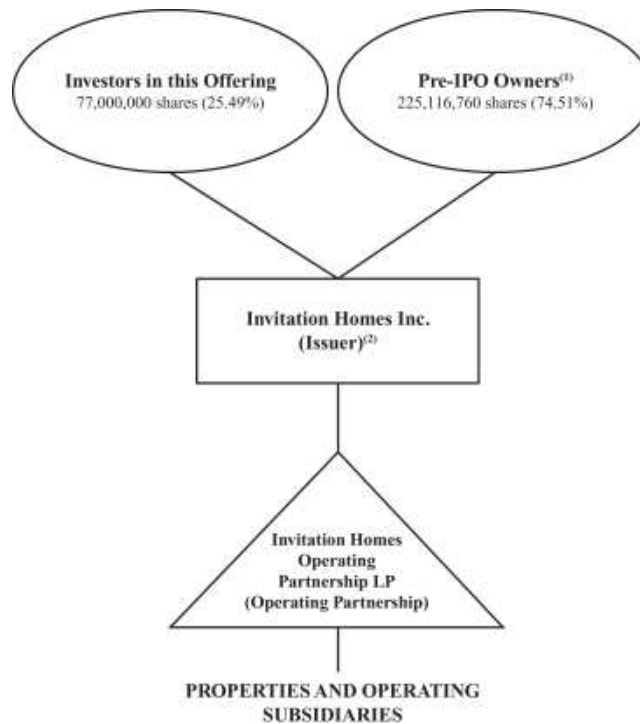 Investors in this Offering
77,000,000 shares (25.49%)
Pre-IPO Owners(1)
225,116,760 shares (74.51%)
Invitation Homes Inc.
(Issuer)(2)
Invitation Homes
Operating
Partnership LP
(Operating Partnership)
PROPERTIES AND OPERATING
SUBSIDIARIES